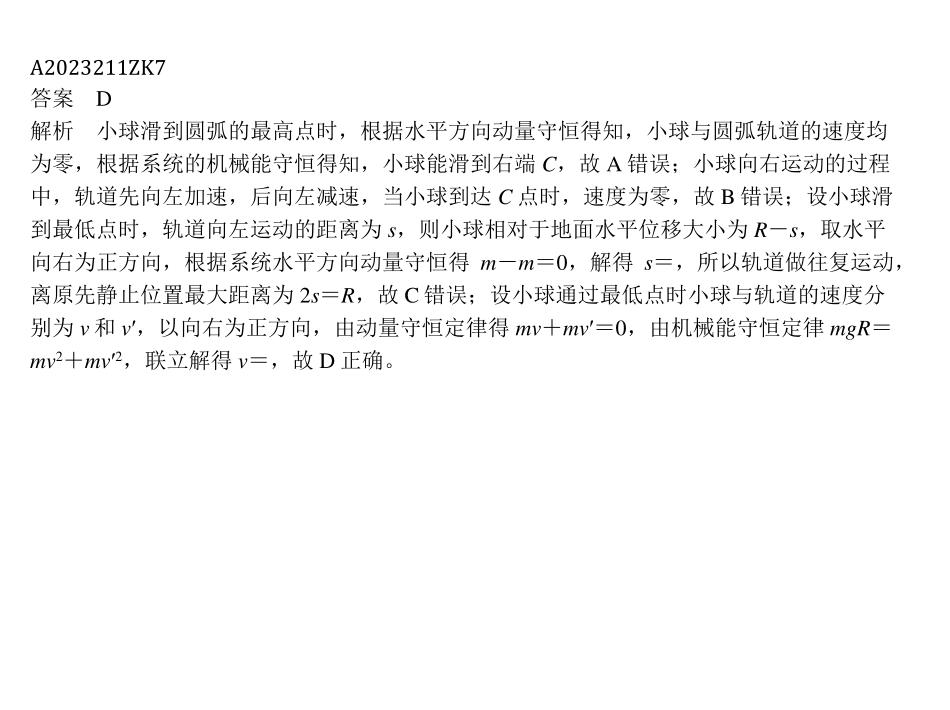 A2023211ZK7
答案 D
解析 小球滑到圆弧的最高点时，根据水平方向动量守恒得知，小球与圆弧轨道的速度均
为零，根据系统的机械能守恒得知，小球能滑到右端 C，故 A 错误；小球向右运动的过程
中，轨道先向左加速，后向左减速，当小球到达 C 点时，速度为零，故 B 错误；设小球滑
到最低点时，轨道向左运动的距离为 s，则小球相对于地面水平位移大小为 R－s，取水平
向右为正方向，根据系统水平方向动量守恒得 m－m＝0，解得 s＝，所以轨道做往复运动，
离原先静止位置最大距离为 2s＝R，故 C 错误；设小球通过最低点时小球与轨道的速度分
别为 v 和 v′，以向右为正方向，由动量守恒定律得 mv＋mv′＝0，由机械能守恒定律 mgR＝
mv²＋mv′²，联立解得 v＝，故 D 正确。